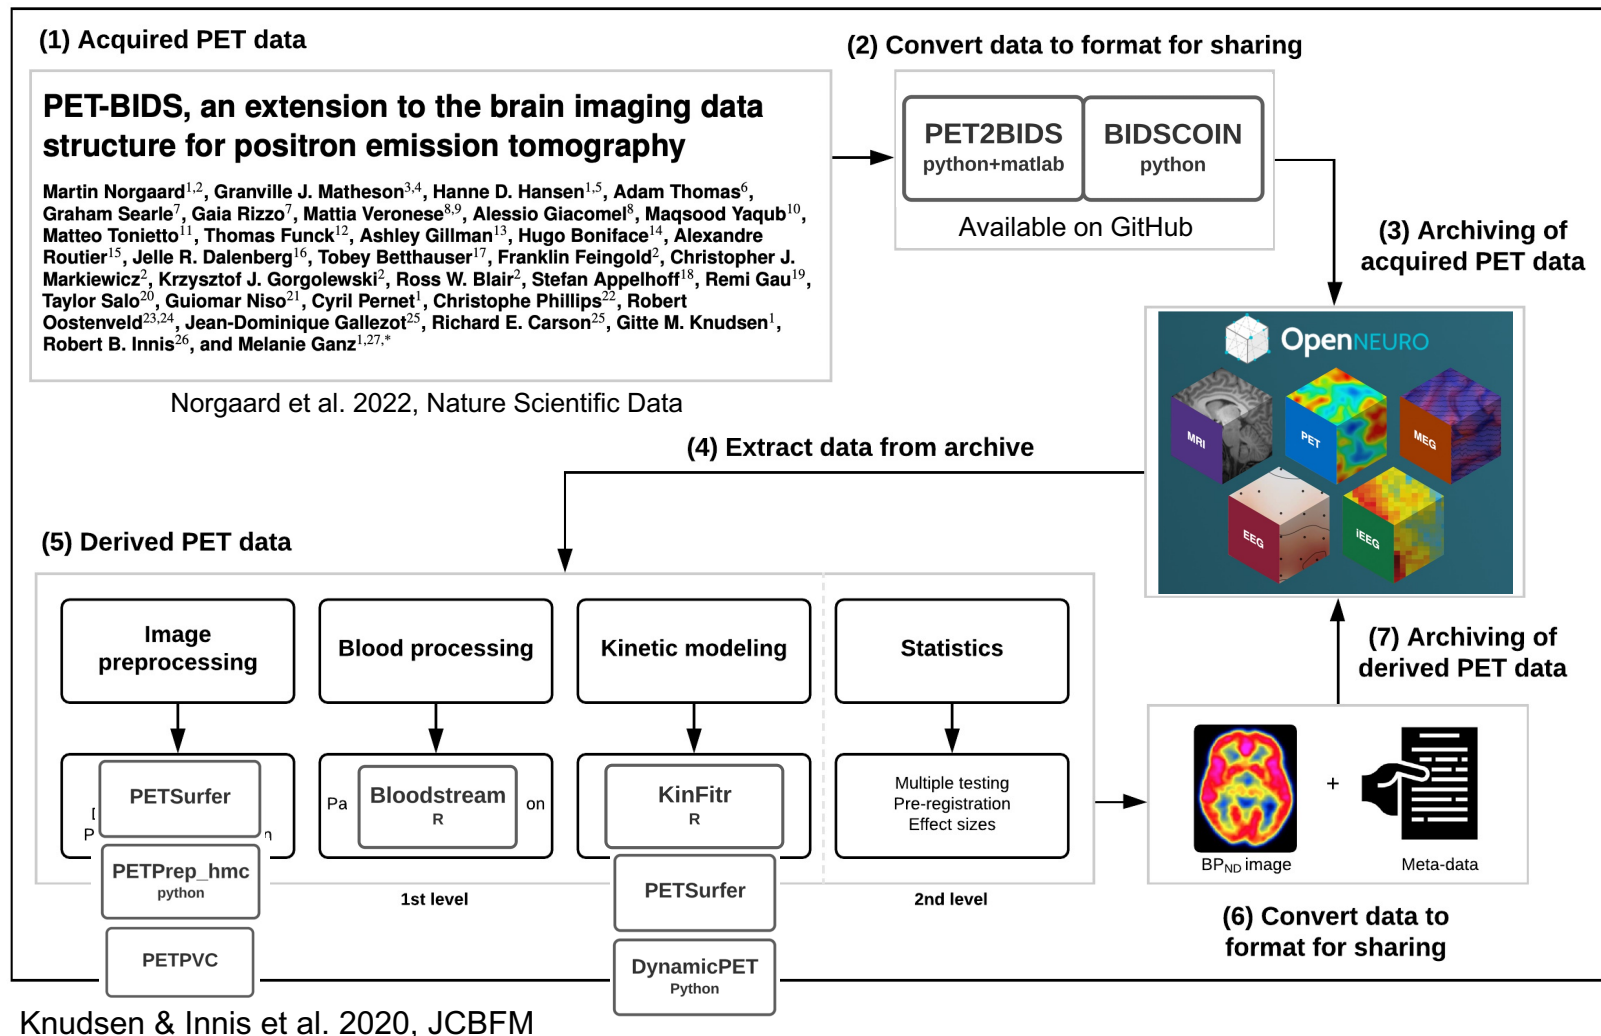 (1) Acquired PET data
PET-BIDS, an extension to the brain imaging data
structure for positron emission tomography
Martin Norgaard1,2, Granville J. Matheson3,4, Hanne D. Hansen1,5, Adam Thomas6,
Graham Searle7, Gaia Rizzo7, Mattia Veronese8,9, Alessio Giacomel8, Maqsood Yaqub10,
Matteo Tonietto11, Thomas Funck12, Ashley Gillman13, Hugo Boniface14, Alexandre
Routier15, Jelle R. Dalenberg16, Tobey Betthauser17, Franklin Feingold2, Christopher J.
Markiewicz2, Krzysztof J. Gorgolewski2, Ross W. Blair2, Stefan Appelhoff18, Remi Gau19,
Taylor Salo20, Guiomar Niso21, Cyril Pernet1, Christophe Phillips22, Robert
Oostenveld23,24, Jean-Dominique Gallezot25, Richard E. Carson25, Gitte M. Knudsen1,
Robert B. Innis26, and Melanie Ganz1,27,*
Norgaard et al. 2022, Nature Scientific Data
(2) Convert data to format for sharing
PET2BIDS
python+matlab
BIDSCOIN
python
Available on GitHub
(3) Archiving of
acquired PET data
OpenNEURO
MRI
PET
MEG
EEG
iEEG
(4) Extract data from archive
(5) Derived PET data
Image
preprocessing
Blood processing
Kinetic modeling
Statistics
PETSurfer
P
n
PETPrep_hmc
python
PETPVC
Pa
Bloodstream
R
on
1st level
KinFitr
R
PETSurfer
DynamicPET
Python
Multiple testing
Pre-registration
Effect sizes
2nd level
BPND image
+
Meta-data
(6) Convert data to
format for sharing
(7) Archiving of
derived PET data
Knudsen & Innis et al. 2020, JCBFM